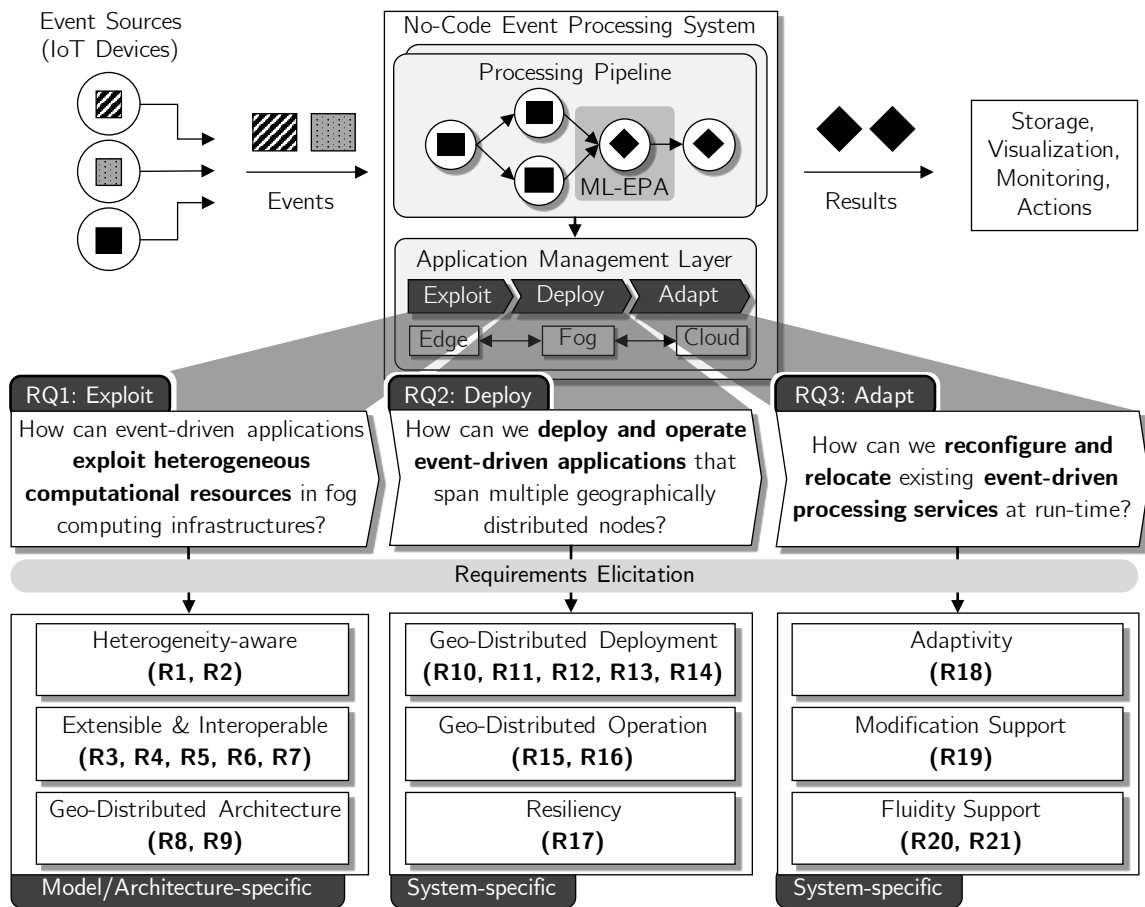 Event Sources
(IoT Devices)
Events
No-Code Event Processing System
Processing Pipeline
ML-EPA
Results
Storage,
Visualization,
Monitoring,
Actions
Application Management Layer
Exploit
Deploy
Adapt
Edge
Fog
Cloud
RQ1: Exploit
How can event-driven applications
exploit heterogeneous
computational resources in fog
computing infrastructures?
RQ2: Deploy
How can we deploy and operate
event-driven applications that
span multiple geographically
distributed nodes?
RQ3: Adapt
How can we reconfigure and
relocate existing event-driven
processing services at run-time?
Requirements Elicitation
Heterogeneity-aware
(R1, R2)
Extensible & Interoperable
(R3, R4, R5, R6, R7)
Geo-Distributed Architecture
(R8, R9)
Model/Architecture-specific
Geo-Distributed Deployment
(R10, R11, R12, R13, R14)
Geo-Distributed Operation
(R15, R16)
Resiliency
(R17)
System-specific
Adaptivity
(R18)
Modification Support
(R19)
Fluidity Support
(R20, R21)
System-specific